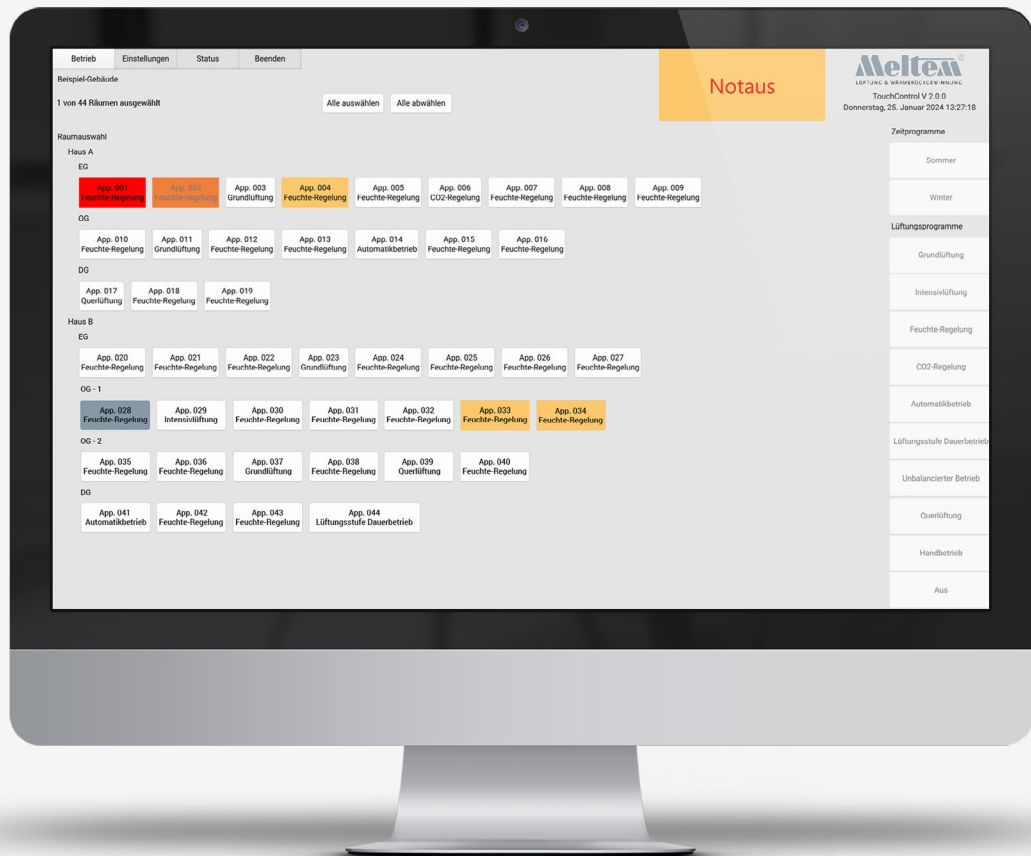 Betrieb Einstellungen Status Beenden
Beispiel-Gebäude
1 von 44 Räumen ausgewählt
Alle auswählen Alle abwählen
Notaus
Meltem
LÜFTUNG & WÄRMERÜCKGEWINNUNG
TouchControl V 2.0.0
Donnerstag, 25. Januar 2024 13:27:18
Raumauswahl
Haus A
EG
App. 001 App. 002 App. 003 App. 004 App. 005 App. 006 App. 007 App. 008 App. 009
Feuchte-Regelung Feuchte-Regelung Grundlüftung Feuchte-Regelung Feuchte-Regelung CO2-Regelung Feuchte-Regelung Feuchte-Regelung Feuchte-Regelung
OG
App. 010 App. 011 App. 012 App. 013 App. 014 App. 015 App. 016
Feuchte-Regelung Grundlüftung Feuchte-Regelung Feuchte-Regelung Automatikbetrieb Feuchte-Regelung Feuchte-Regelung
DG
App. 017 App. 018 App. 019
Querlüftung Feuchte-Regelung Feuchte-Regelung
Haus B
EG
App. 020 App. 021 App. 022 App. 023 App. 024 App. 025 App. 026 App. 027
Feuchte-Regelung Feuchte-Regelung Feuchte-Regelung Grundlüftung Feuchte-Regelung Feuchte-Regelung Feuchte-Regelung Feuchte-Regelung
OG - 1
App. 028 App. 029 App. 030 App. 031 App. 032 App. 033 App. 034
Feuchte-Regelung Intensivlüftung Feuchte-Regelung Feuchte-Regelung Feuchte-Regelung Feuchte-Regelung Feuchte-Regelung
OG - 2
App. 035 App. 036 App. 037 App. 038 App. 039 App. 040
Feuchte-Regelung Feuchte-Regelung Grundlüftung Feuchte-Regelung Querlüftung Feuchte-Regelung
DG
App. 041 App. 042 App. 043 App. 044
Automatikbetrieb Feuchte-Regelung Feuchte-Regelung Lüftungsstufe Dauerbetrieb
Zeitprogramme
Sommer
Winter
Lüftungsprogramme
Grundlüftung
Intensivlüftung
Feuchte-Regelung
CO2-Regelung
Automatikbetrieb
Lüftungsstufe Dauerbetrieb
Unbalancierter Betrieb
Querlüftung
Handbetrieb
Aus